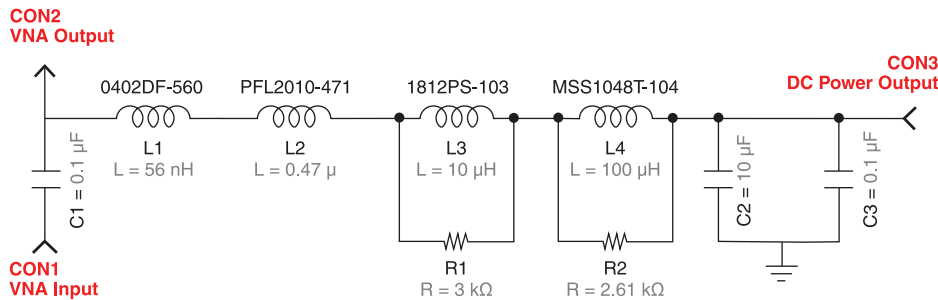 CON2
VNA Output
CON3
DC Power Output
0402DF-560
PFL2010-471
1812PS-103
MSS1048T-104
L1
L = 56 nH
L2
L = 0.47 μ
L3
L = 10 μH
L4
L = 100 μH
C1 = 0.1 μF
C2 = 10 μF
C3 = 0.1 μF
CON1
VNA Input
R1
R = 3 kΩ
R2
R = 2.61 kΩ